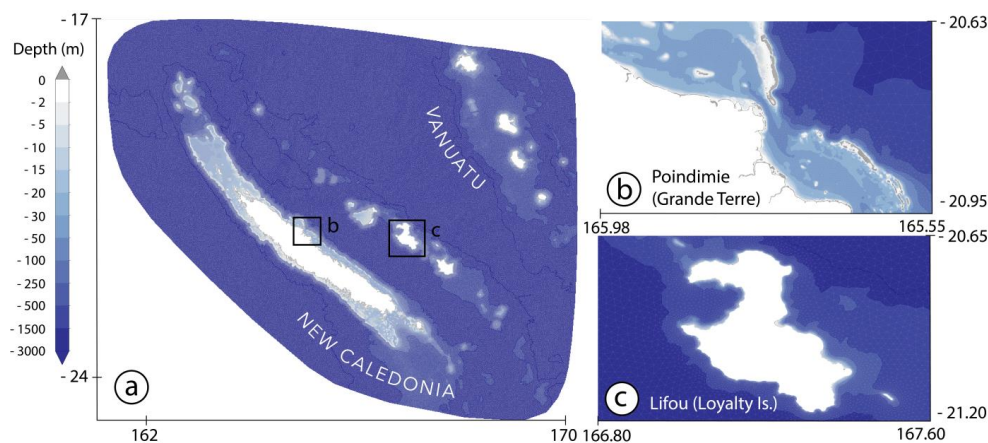 - 17
Depth (m)
0
- 2
- 5
- 10
- 15
- 20
- 30
- 50
- 100
- 250
- 500
- 1500
- 3000
- 24
162
170
VANUATU
NEW CALEDONIA
b
c
a
- 20.63
b
Poindimie
(Grande Terre)
- 20.95
165.98
165.55
- 20.65
c
Lifou (Loyalty Is.)
- 21.20
166.80
167.60